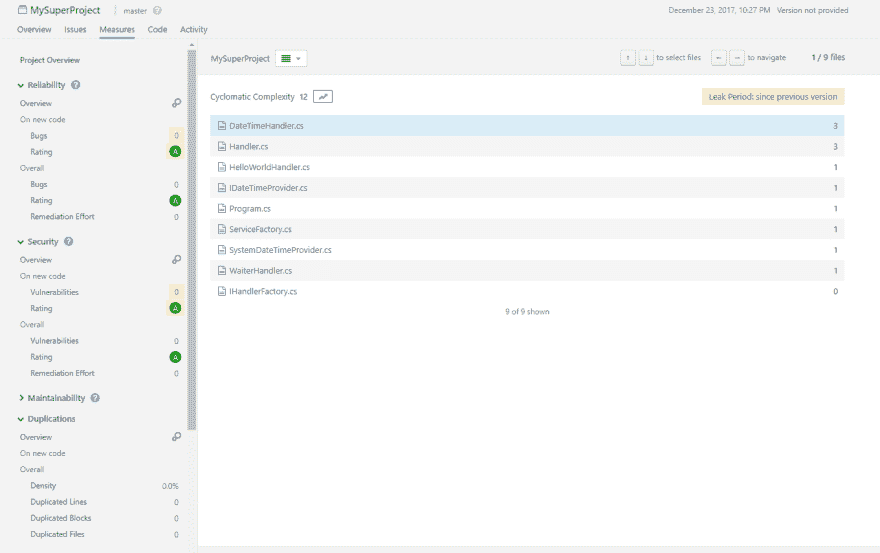 MySuperProject master December 23, 2017, 10:27 PM Version not provided
Overview Issues Measures Code Activity
Project Overview
Reliability ?
Overview
On new code
Bugs 0
Rating A
Overall
Bugs 0
Rating A
Remediation Effort 0
Security ?
Overview
On new code
Vulnerabilities 0
Rating A
Overall
Vulnerabilities 0
Rating A
Remediation Effort 0
Maintainability ?
Duplications
Overview
On new code
Overall
Density 0.0%
Duplicated Lines 0
Duplicated Blocks 0
Duplicated Files 0
MySuperProject ↑ ↓ to select files ← → to navigate 1 / 9 files
Cyclomatic Complexity 12 Leak Period: since previous version
DateTimeHandler.cs 3
Handler.cs 3
HelloWorldHandler.cs 1
IDateTimeProvider.cs 1
Program.cs 1
ServiceFactory.cs 1
SystemDateTimeProvider.cs 1
WaiterHandler.cs 1
IHandlerFactory.cs 0
9 of 9 shown